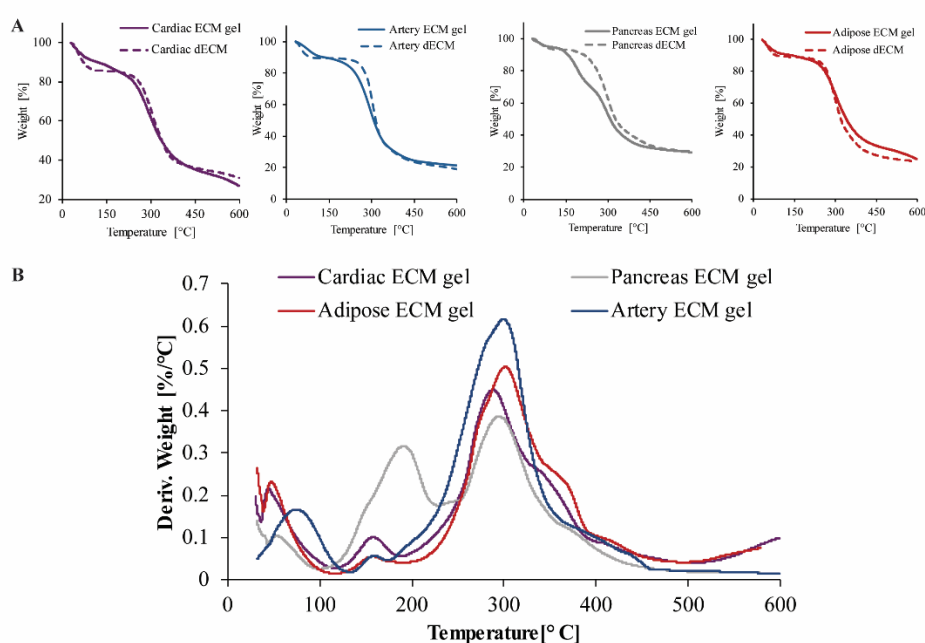 A
Cardiac ECM gel
Cardiac dECM
Weight [%]
100
80
60
40
20
0
150
300
450
600
Temperature [°C]
Artery ECM gel
Artery dECM
Weight [%]
100
80
60
40
20
0
0
150
300
450
600
Temperature [°C]
Pancreas ECM gel
Pancreas dECM
Weight [%]
100
80
60
40
20
0
0
150
300
450
600
Temperature [°C]
Adipose ECM gel
Adipose dECM
Weight [%]
100
80
60
40
20
0
0
150
300
450
600
Temperature [°C]
B
Cardiac ECM gel
Pancreas ECM gel
Adipose ECM gel
Artery ECM gel
Deriv. Weight [%/°C]
0.7
0.6
0.5
0.4
0.3
0.2
0.1
0
0
100
200
300
400
500
600
Temperature[° C]